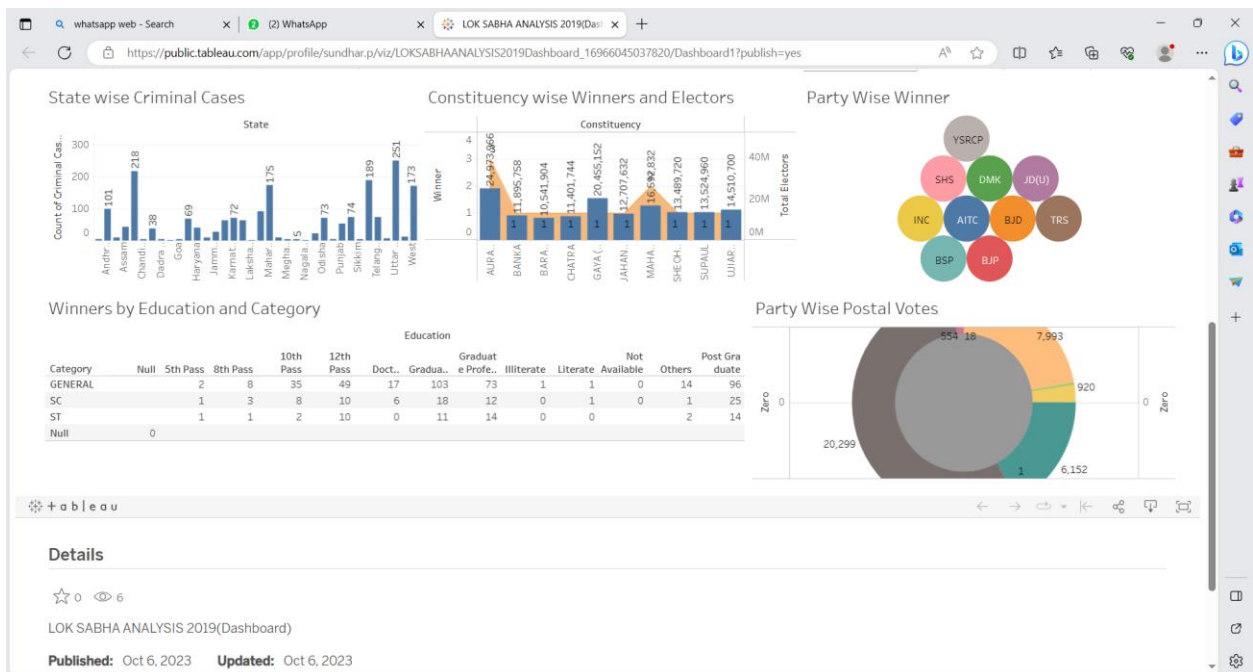 whatsapp web - Search
(2) WhatsApp
LOK SABHA ANALYSIS 2019(Das
https://public.tableau.com/app/profile/sundhar.p/viz/LOKSABHAANALYSIS2019Dashboard_16966045037820/Dashboard1?publish=yes
State wise Criminal Cases
State
Count of Criminal Cas..
300
200
100
0
101
218
38
69
72
175
5
73
74
189
251
173
Andhr..
Assam
Chandi..
Dadra ..
Goa
Haryana
Jamm..
Karnat..
Laksha..
Mahar..
Megha..
Nagala..
Odisha
Punjab
Sikkim
Telang..
Uttar ..
West ..
Constituency wise Winners and Electors
Constituency
Winner
4
3
2
1
0
24,973,966
11,895,758
10,541,904
11,401,744
20,455,152
12,707,632
16,592,832
13,489,720
13,524,960
14,510,700
1 1 1 1 1 1 1 1
40M
20M
0M
Total Electors
AURA..
BANKA
BARA..
CHATRA
GAYA (..
JAHAN..
MAHA..
SHEOH..
SUPAUL
UJIAR..
Party Wise Winner
YSRCP
SHS DMK JD(U)
INC AITC BJD TRS
BSP BJP
Winners by Education and Category
Education
Category Null 5th Pass 8th Pass 10th Pass 12th Pass Doct.. Gradua.. Graduat e Profe.. Illiterate Literate Not Available Others Post Gra duate
GENERAL 2 8 35 49 17 103 73 1 1 0 14 96
SC 1 3 8 10 6 18 12 0 1 0 1 25
ST 1 1 2 10 0 11 14 0 0 2 14
Null 0
Party Wise Postal Votes
Zero
0
554 18
7,993
920
20,299
1
6,152
0
Zero
+ableau
Details
0 6
LOK SABHA ANALYSIS 2019(Dashboard)
Published: Oct 6, 2023 Updated: Oct 6, 2023